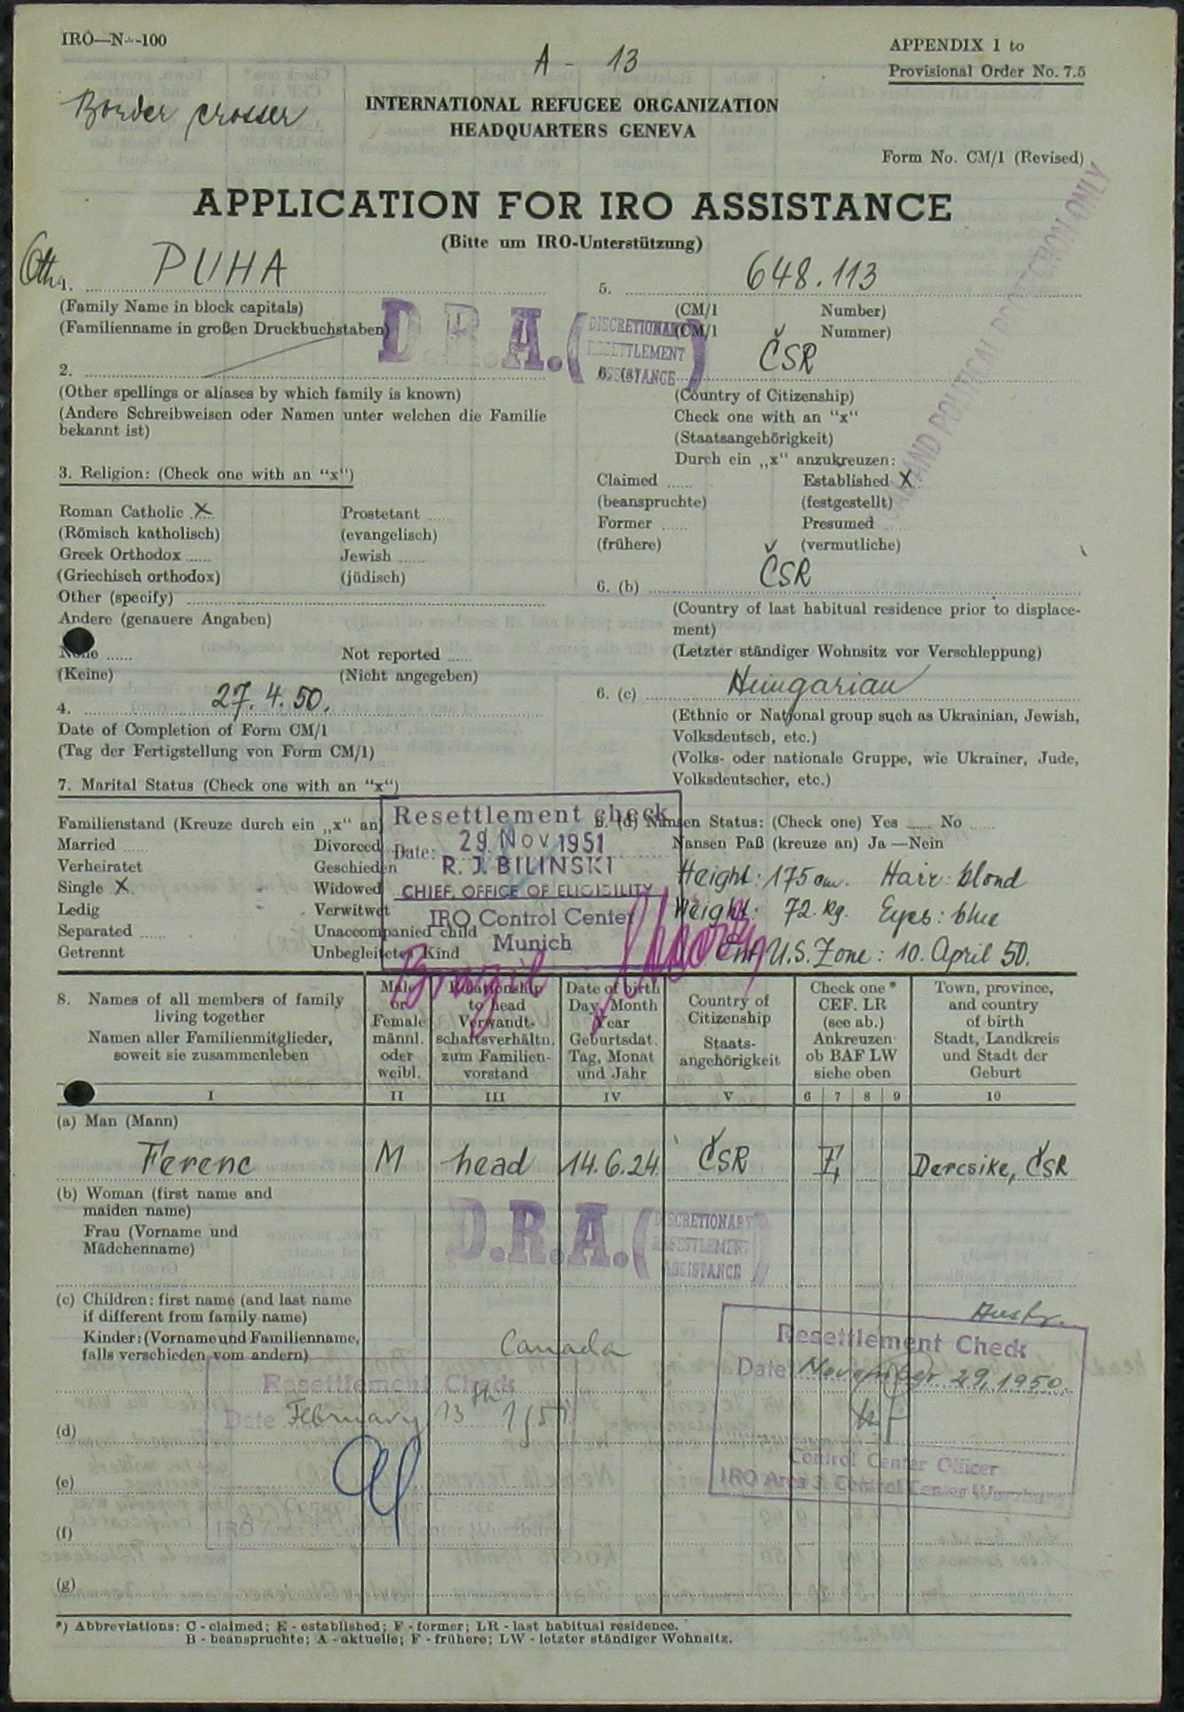 IRO—N--100
A - 13
APPENDIX 1 to
Provisional Order No. 7.5
Border crosser
INTERNATIONAL REFUGEE ORGANIZATION
HEADQUARTERS GENEVA
Form No. CM/1 (Revised)
APPLICATION FOR IRO ASSISTANCE
(Bitte um IRO-Unterstützung)
AND POLITICAL PROTECTION ONLY
1. PUHA
(Family Name in block capitals)
(Familienname in großen Druckbuchstaben)
D.R.A. (DISCRETIONARY
RESETTLEMENT
ASSISTANCE)
2.
(Other spellings or aliases by which family is known)
(Andere Schreibweisen oder Namen unter welchen die Familie
bekannt ist)
3. Religion: (Check one with an "x")
Roman Catholic X Prostetant
(Römisch katholisch) (evangelisch)
Greek Orthodox Jewish
(Griechisch orthodox) (jüdisch)
Other (specify)
Andere (genauere Angaben)
None Not reported
(Keine) (Nicht angegeben)
4. 27. 4. 50.
Date of Completion of Form CM/1
(Tag der Fertigstellung von Form CM/1)
5. 648.113
(CM/1 Number)
(CM/1 Nummer)
6. (a) ČSR
(Country of Citizenship)
Check one with an "x"
(Staatsangehörigkeit)
Durch ein „x" anzukreuzen:
Claimed Established X
(beanspruchte) (festgestellt)
Former Presumed
(frühere) (vermutliche)
6. (b) ČSR
(Country of last habitual residence prior to displace-
ment)
(Letzter ständiger Wohnsitz vor Verschleppung)
6. (c) Hungarian
(Ethnic or National group such as Ukrainian, Jewish,
Volksdeutsch, etc.)
(Volks- oder nationale Gruppe, wie Ukrainer, Jude,
Volksdeutscher, etc.)
7. Marital Status (Check one with an "x")
Familienstand (Kreuze durch ein „x" an
Married Divorced
Verheiratet Geschieden
Single X Widowed
Ledig Verwitwet
Separated Unaccompanied child
Getrennt Unbegleitetes Kind
Resettlement check
Date: 29. Nov 1951
R. J. BILINSKI
CHIEF, OFFICE OF ELIGIBILITY
IRO Control Center
Munich
Brazil
6. (d) Nansen Status: (Check one) Yes No
Nansen Paß (kreuze an) Ja —Nein
Height: 175 cm. Hair: blond
Weight: 72 kg. Eyes: blue
Ent. U.S. Zone: 10. April 50.
8. Names of all members of family
living together
Namen aller Familienmitglieder,
soweit sie zusammenleben
Male
or
Female
männl.
oder
weibl.
Relationship
to head
Verwandt-
schaftsverhältn.
zum Familien-
vorstand
Date of birth
Day, Month
Year
Geburtsdat.
Tag, Monat
und Jahr
Country of
Citizenship
Staats-
angehörigkeit
Check one *
CEF. LR
(see ab.)
Ankreuzen
ob BAF LW
siehe oben
Town, province,
and country
of birth
Stadt, Landkreis
und Stadt der
Geburt
I II III IV V 6 7 8 9 10
(a) Man (Mann)
Ferenc M head 14.6.24. ČSR E Dercsike, ČSR
(b) Woman (first name and
maiden name)
Frau (Vorname und
Mädchenname)
D.R.A. (DISCRETIONARY
RESETTLEMENT
ASSISTANCE)
(c) Children: first name (and last name
if different from family name)
Kinder: (Vorname und Familienname,
falls verschieden vom andern)
Canada
Resettlement Check
Date February 13th 1951
IRO Area 3, Control Center Wurzburg
Resettlement Check
Date November 29, 1950
Control Center Officer
IRO Area 3, Control Center Wurzburg
(d)
(e)
(f)
(g)
*) Abbreviations: C - claimed; E - established; F - former; LR - last habitual residence.
B - beanspruchte; A - aktuelle; F - frühere; LW - letzter ständiger Wohnsitz.